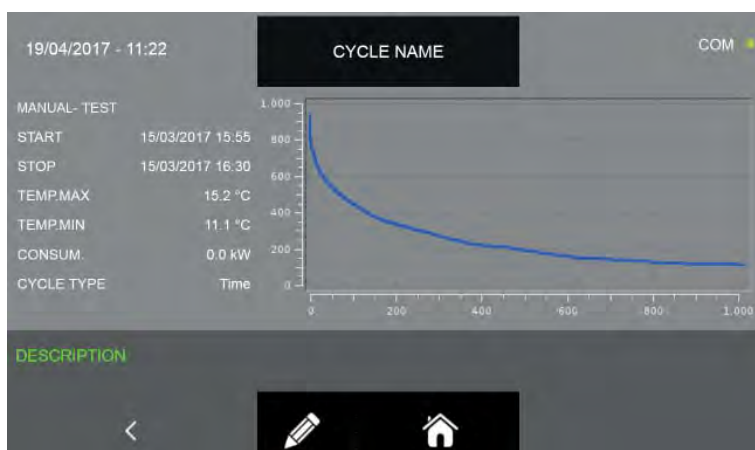 19/04/2017 - 11:22
CYCLE NAME
COM
MANUAL- TEST
START 15/03/2017 15:55
STOP 15/03/2017 16:30
TEMP.MAX 15.2 °C
TEMP.MIN 11.1 °C
CONSUM. 0.0 kW
CYCLE TYPE Time
1.000
800
600
400
200
0
0 200 400 600 800 1.000
DESCRIPTION